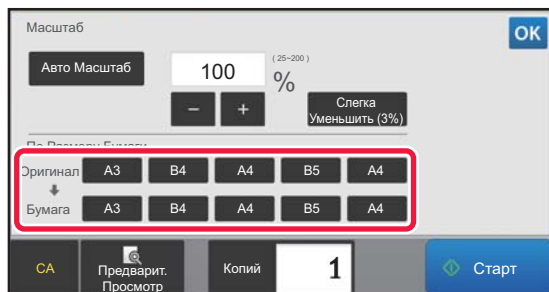 Масштаб
OK
Авто Масштаб
100
(25~200)
%
− +
Слегка
Уменьшить (3%)
По Размеру Бумаги
Оригинал A3 B4 A4 B5 A4
Бумага A3 B4 A4 B5 A4
CA
Предварит.
Просмотр
Копий
1
Старт